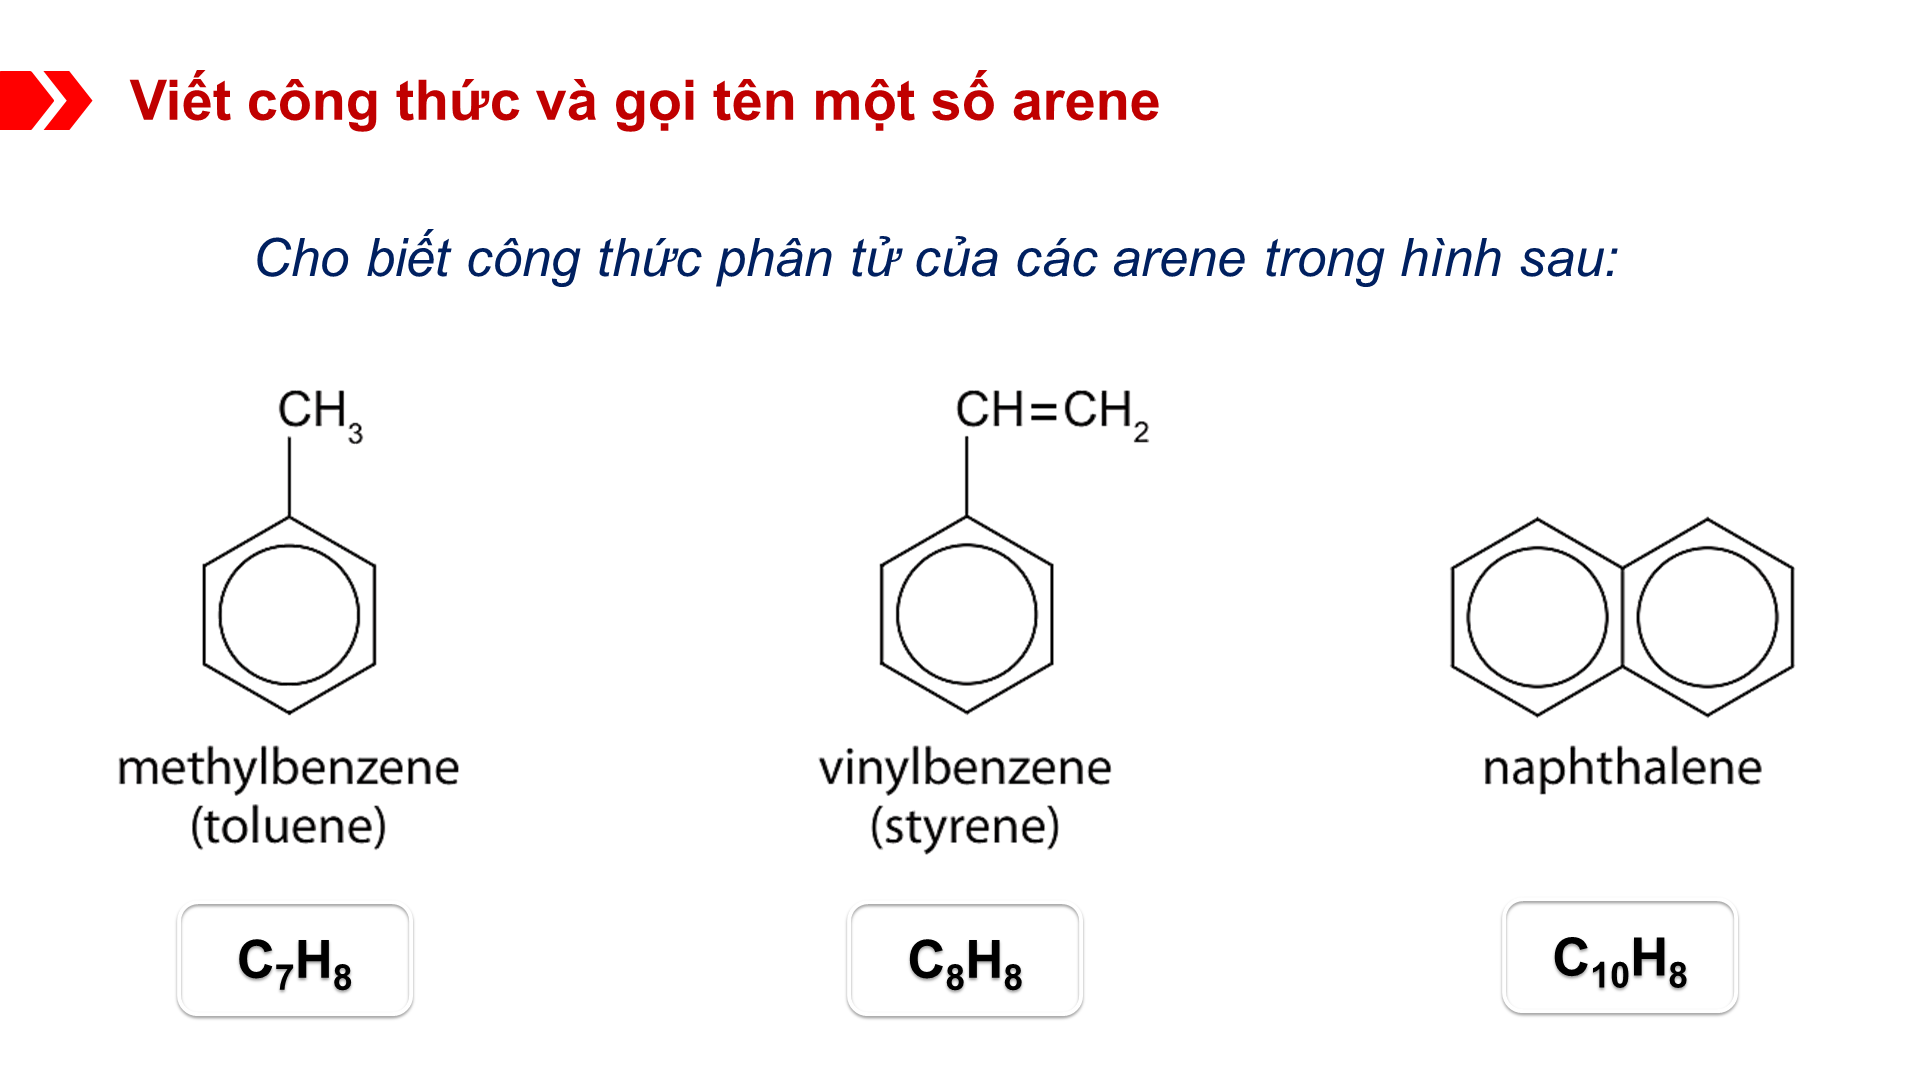 Viết công thức và gọi tên một số arene
Cho biết công thức phân tử của các arene trong hình sau:
CH₃
CH=CH₂
methylbenzene
(toluene)
vinylbenzene
(styrene)
naphthalene
C₇H₈
C₈H₈
C₁₀H₈